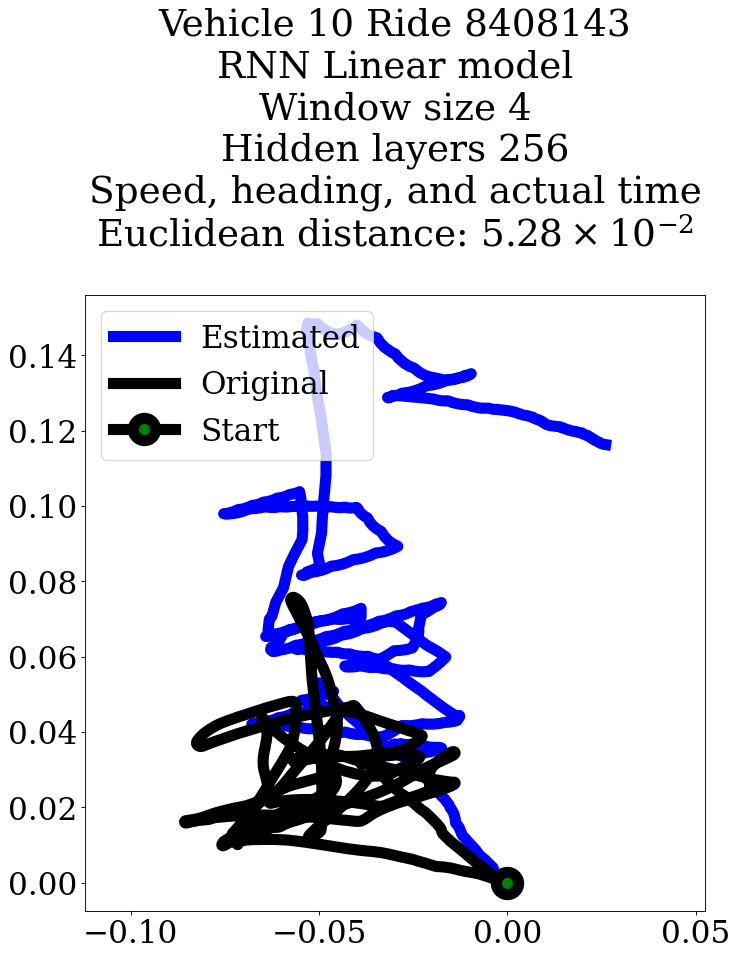 Vehicle 10 Ride 8408143
RNN Linear model
Window size 4
Hidden layers 256
Speed, heading, and actual time
Euclidean distance: 5.28 × 10⁻²
Estimated
Original
Start
0.14
0.12
0.10
0.08
0.06
0.04
0.02
0.00
−0.10 −0.05 0.00 0.05